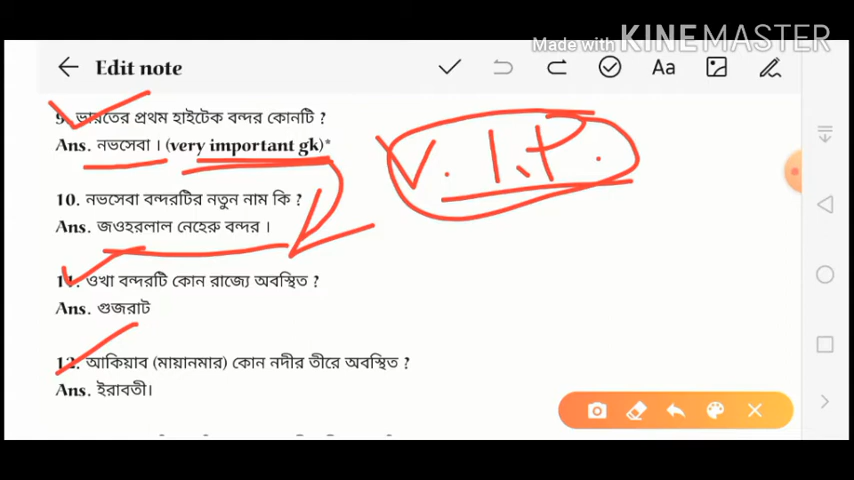 Made with KINEMASTER
Edit note
Aa
9. ভারতের প্রথম হাইটেক বন্দর কোনটি ?
Ans. নভসেবা । (very important gk)*
V. I. P.
10. নভসেবা বন্দরটির নতুন নাম কি ?
Ans. জওহরলাল নেহেরু বন্দর ।
11. ওখা বন্দরটি কোন রাজ্যে অবস্থিত ?
Ans. গুজরাট
12. আকিয়াব (মায়ানমার) কোন নদীর তীরে অবস্থিত ?
Ans. ইরাবতী।